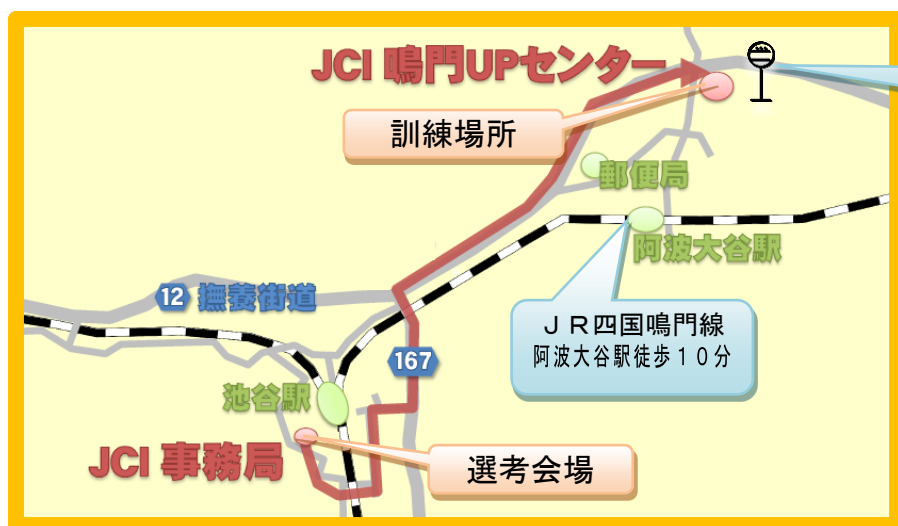 JCI 鳴門UPセンター
訓練場所
郵便局
阿波大谷駅
12 撫養街道
ＪＲ四国鳴門線
阿波大谷駅徒歩１０分
167
池谷駅
JCI 事務局
選考会場